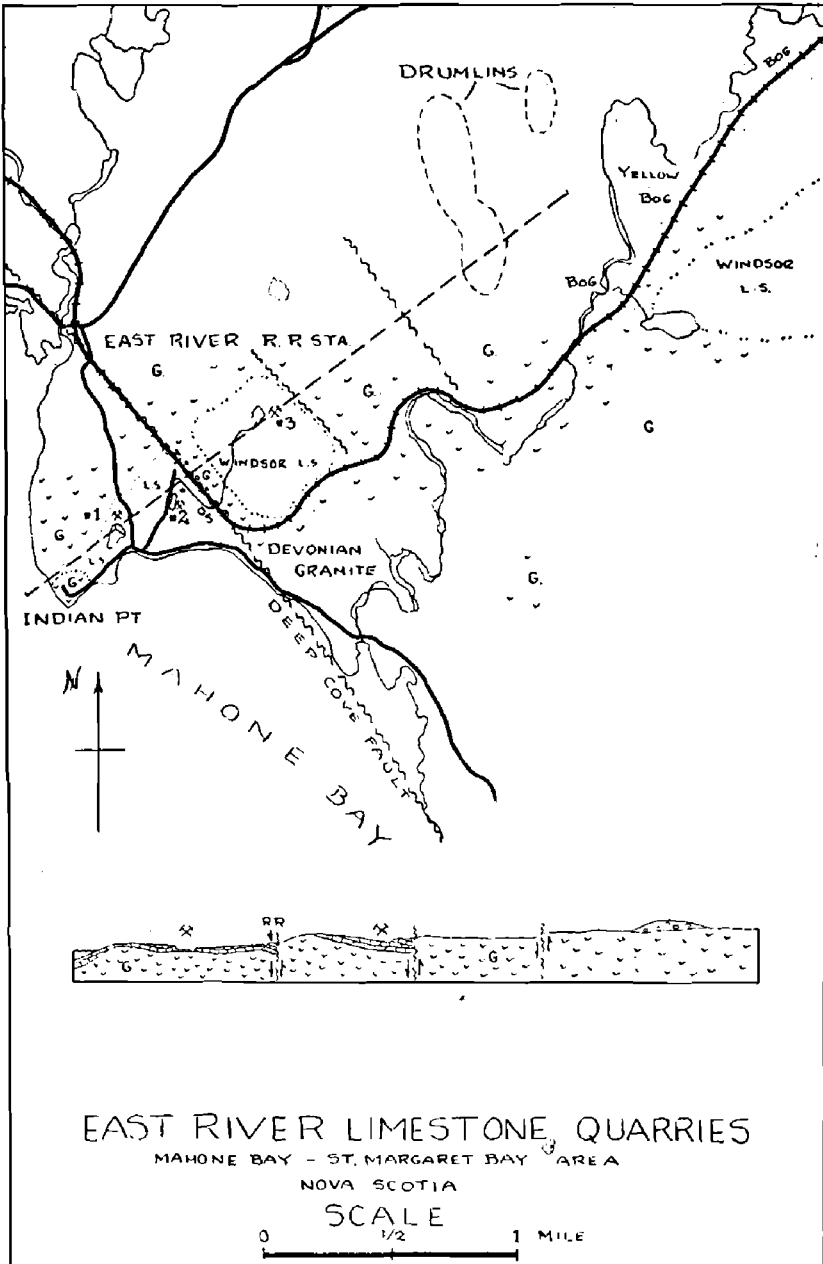 DRUMLINS
BOG
YELLOW
BOG
WINDSOR
L.S.
BOG
EAST RIVER R.R STA.
G.
G.
G.
G
#3
WINDSOR L.S.
G
L.S.
#1
#2
G
L.S.
G
DEVONIAN
GRANITE
G.
INDIAN PT
DEEP COVE FAULT
MAHONE BAY
N
RR
G
G
EAST RIVER LIMESTONE QUARRIES
MAHONE BAY - ST. MARGARET BAY AREA
NOVA SCOTIA
SCALE
0 1/2 1 MILE